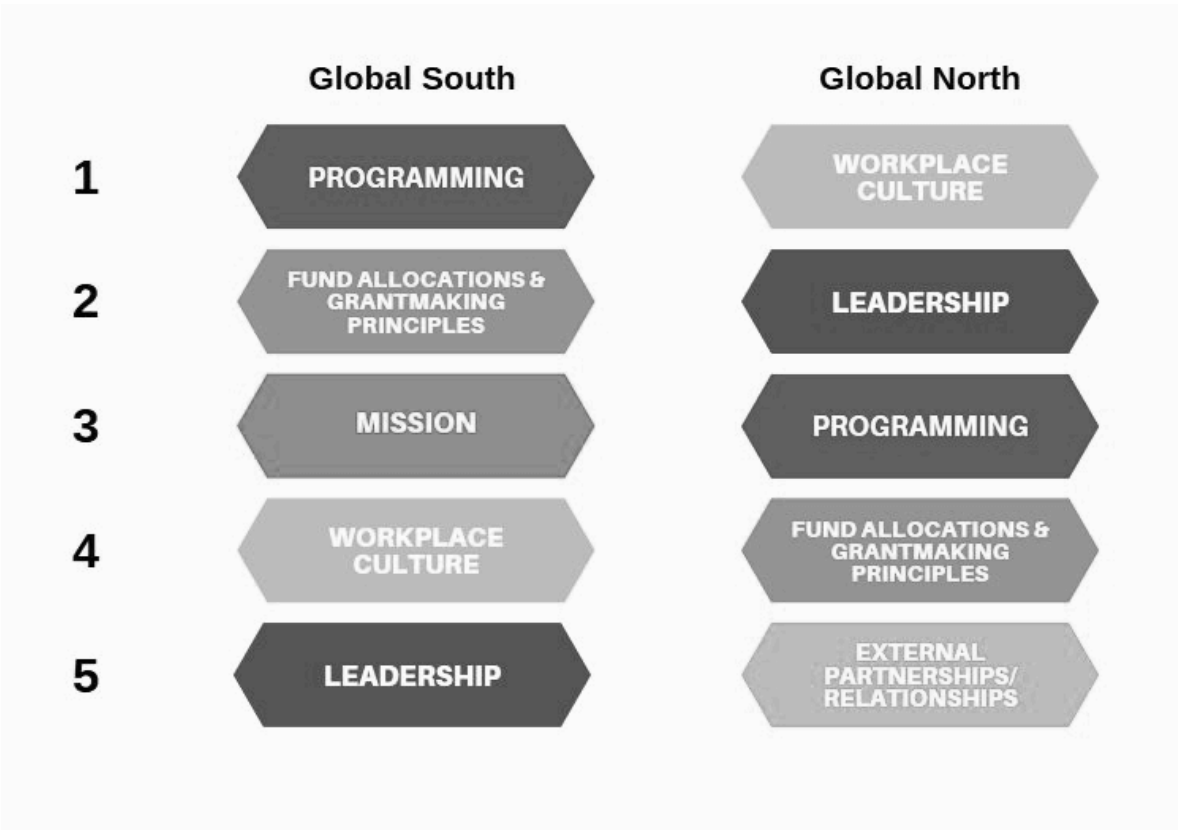 Global South
Global North
1
PROGRAMMING
WORKPLACE
CULTURE
2
FUND ALLOCATIONS &
GRANTMAKING
PRINCIPLES
LEADERSHIP
3
MISSION
PROGRAMMING
4
WORKPLACE
CULTURE
FUND ALLOCATIONS &
GRANTMAKING
PRINCIPLES
5
LEADERSHIP
EXTERNAL
PARTNERSHIPS/
RELATIONSHIPS